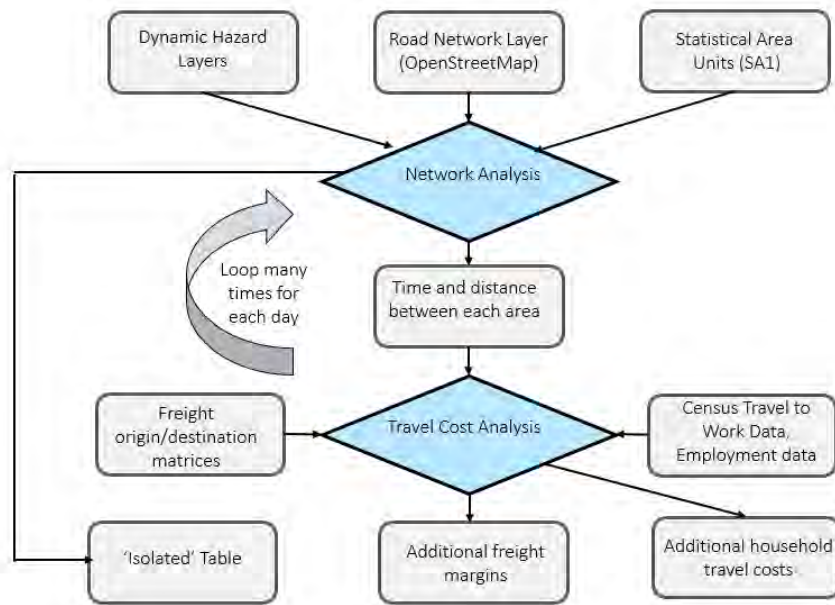 Dynamic Hazard
Layers
Road Network Layer
(OpenStreetMap)
Statistical Area
Units (SA1)
Network Analysis
Loop many
times for
each day
Time and distance
between each area
Freight
origin/destination
matrices
Travel Cost Analysis
Census Travel to
Work Data,
Employment data
‘Isolated’ Table
Additional freight
margins
Additional household
travel costs